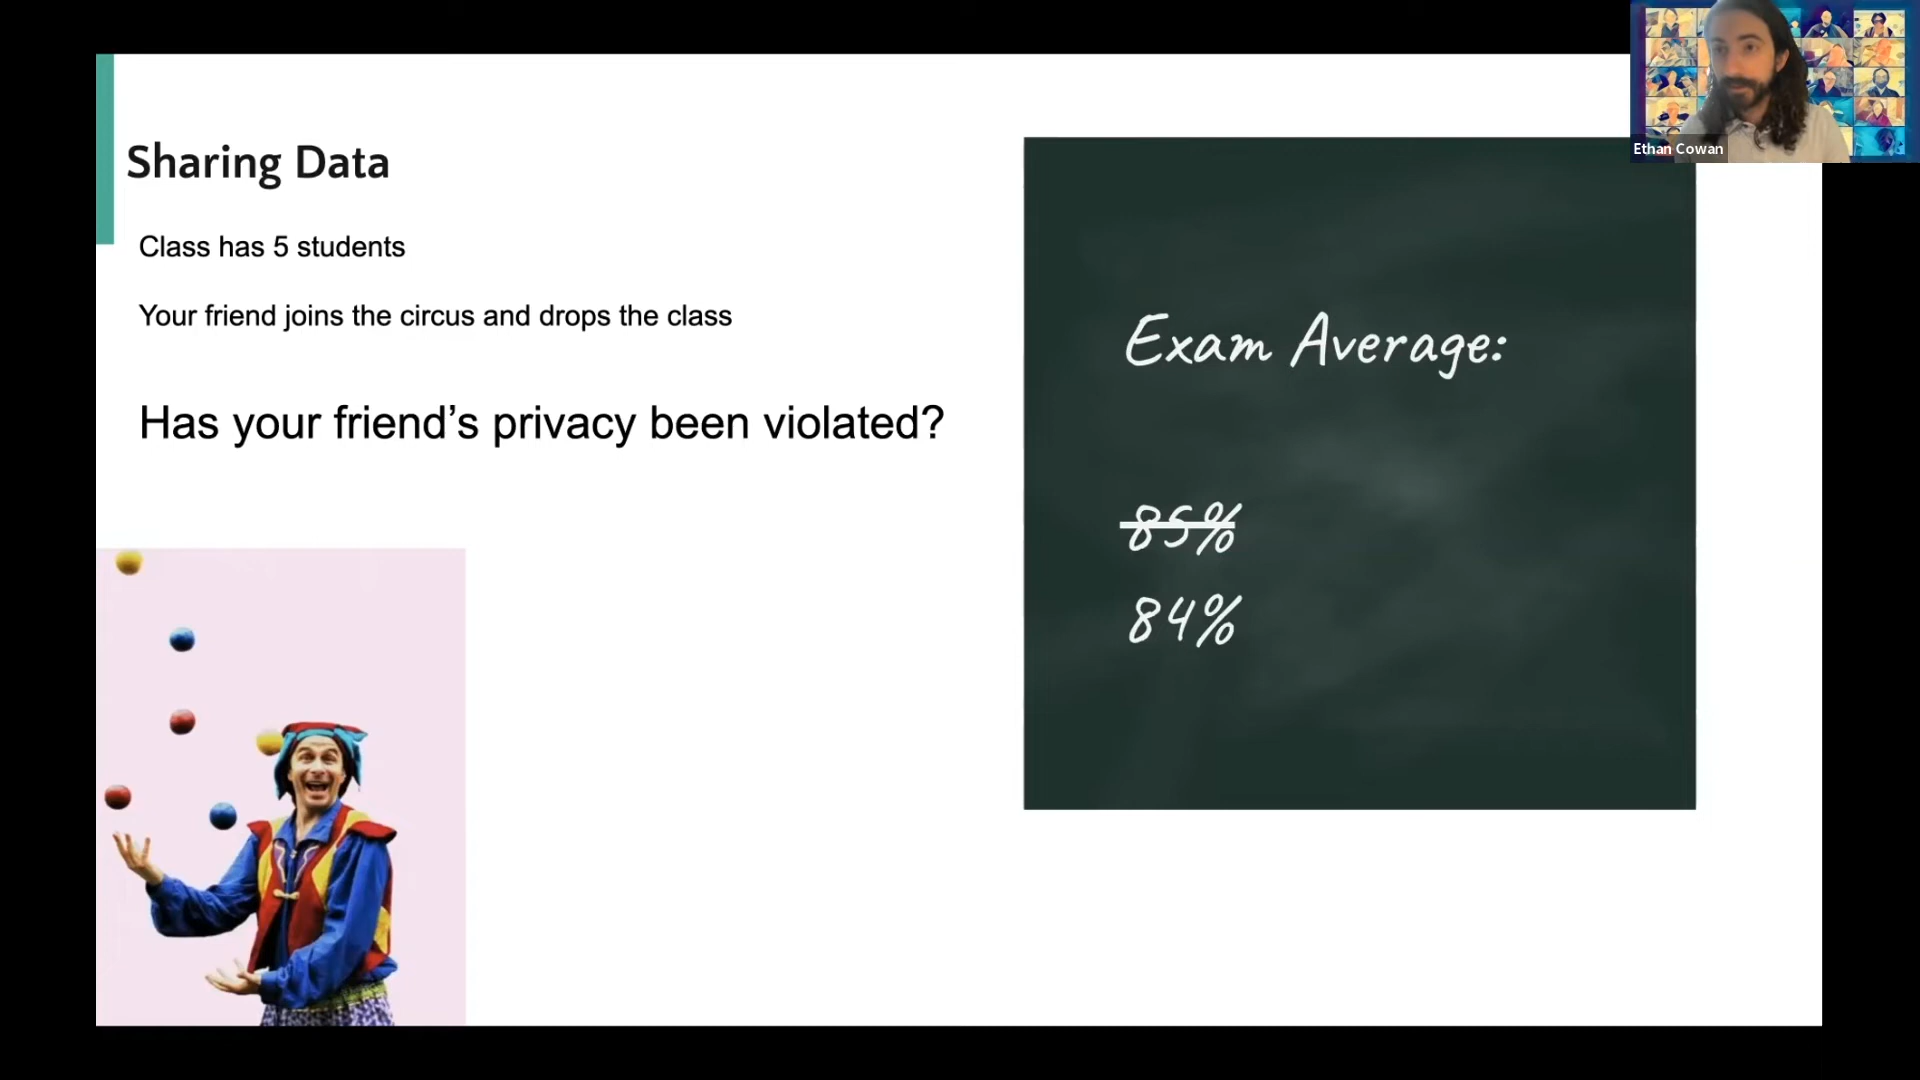 Sharing Data
Class has 5 students
Your friend joins the circus and drops the class
Has your friend’s privacy been violated?
Exam Average:
85%
84%
Ethan Cowan